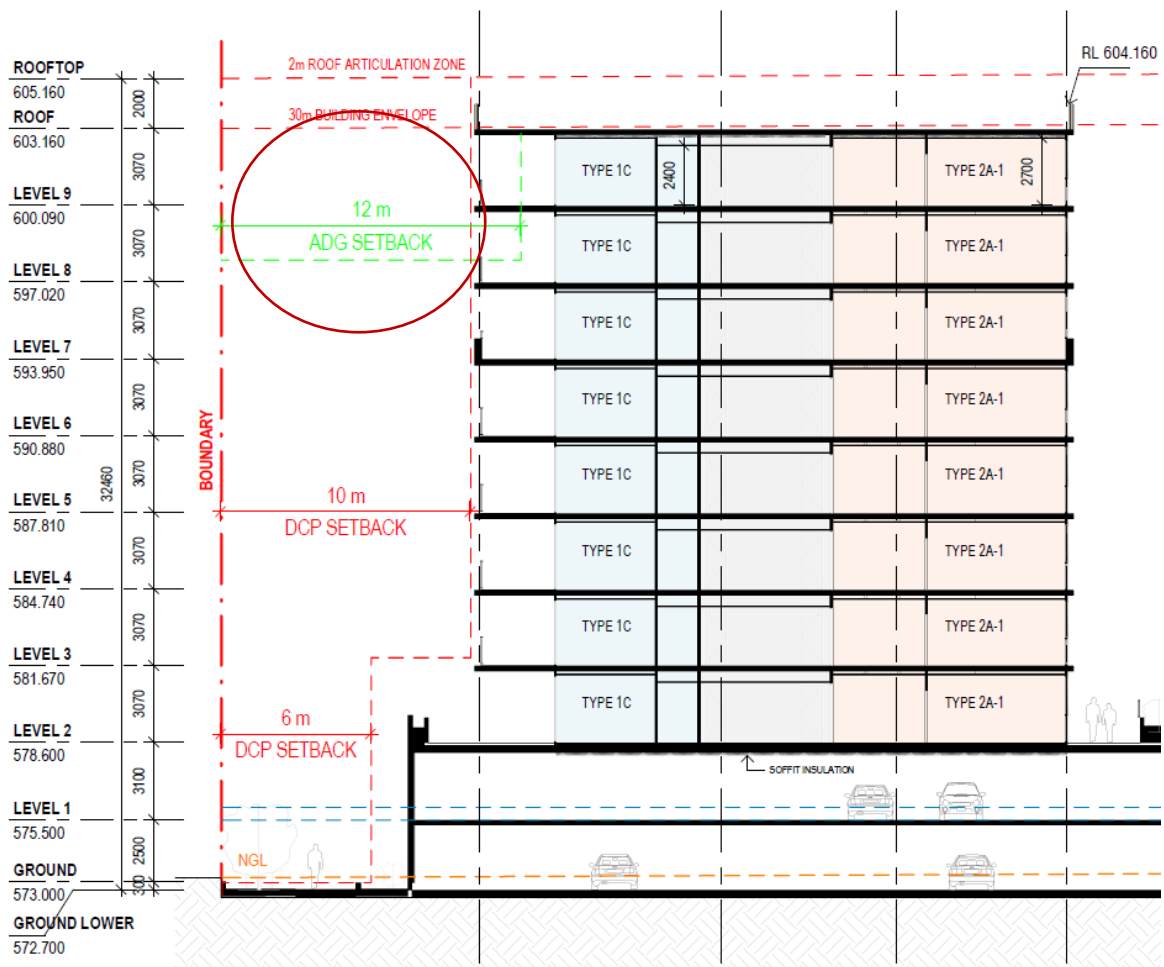 RL 604.160
2m ROOF ARTICULATION ZONE
ROOFTOP
605.160
2000
ROOF
603.160
30m BUILDING ENVELOPE
3070
TYPE 1C
2400
TYPE 2A-1
2700
LEVEL 9
600.090
12 m
ADG SETBACK
3070
TYPE 1C
TYPE 2A-1
LEVEL 8
597.020
3070
TYPE 1C
TYPE 2A-1
LEVEL 7
593.950
3070
TYPE 1C
TYPE 2A-1
LEVEL 6
590.880
BOUNDARY
32460
3070
TYPE 1C
TYPE 2A-1
LEVEL 5
587.810
10 m
DCP SETBACK
3070
TYPE 1C
TYPE 2A-1
LEVEL 4
584.740
3070
TYPE 1C
TYPE 2A-1
LEVEL 3
581.670
3070
TYPE 1C
TYPE 2A-1
6 m
DCP SETBACK
LEVEL 2
578.600
SOFFIT INSULATION
3100
LEVEL 1
575.500
2500
NGL
GROUND
573.000
300
GROUND LOWER
572.700